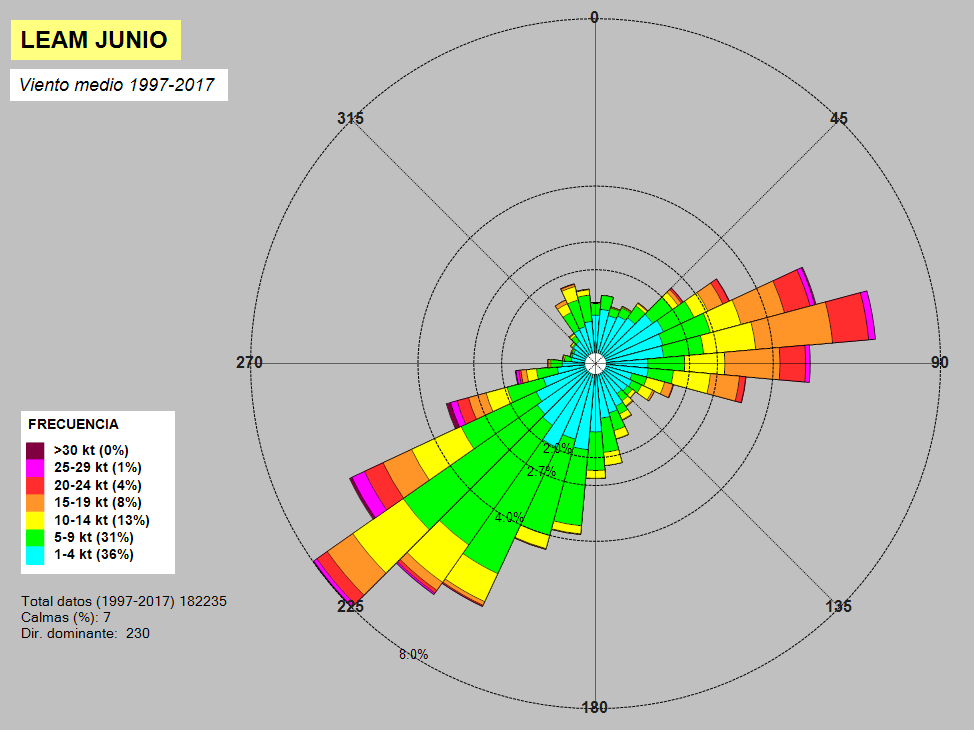 LEAM JUNIO
Viento medio 1997-2017
0
315
45
270
90
2.0%
2.7%
4.0%
225
135
8.0%
180
FRECUENCIA
>30 kt (0%)
25-29 kt (1%)
20-24 kt (4%)
15-19 kt (8%)
10-14 kt (13%)
5-9 kt (31%)
1-4 kt (36%)
Total datos (1997-2017) 182235
Calmas (%): 7
Dir. dominante: 230